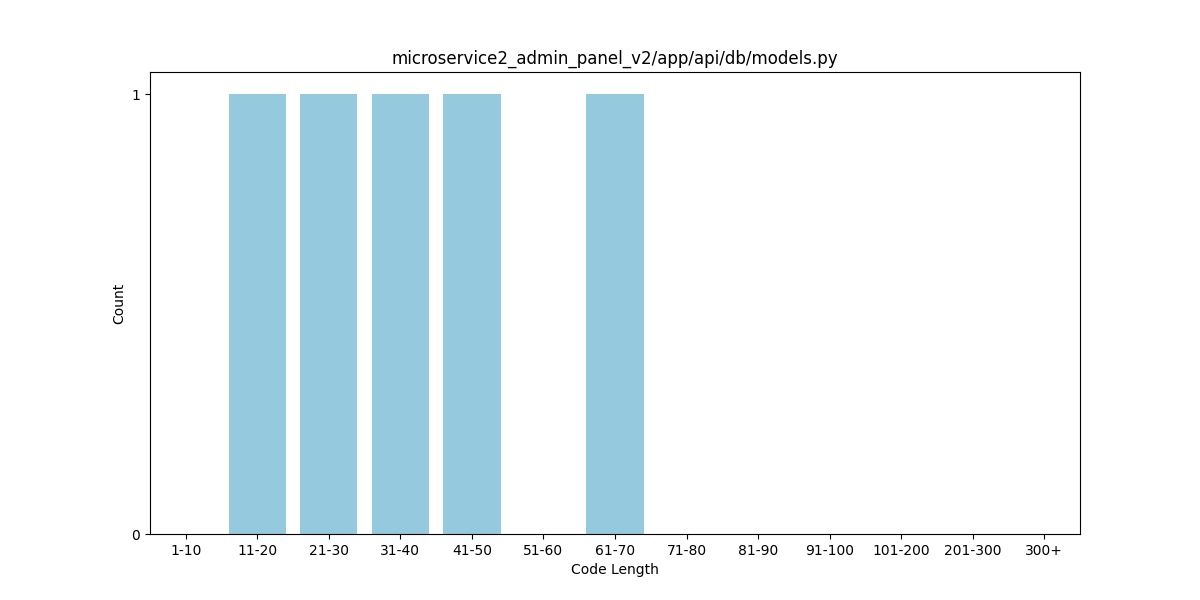 microservice2_admin_panel_v2/app/api/db/models.py
1
Count
0
1-10 11-20 21-30 31-40 41-50 51-60 61-70 71-80 81-90 91-100 101-200 201-300 300+
Code Length